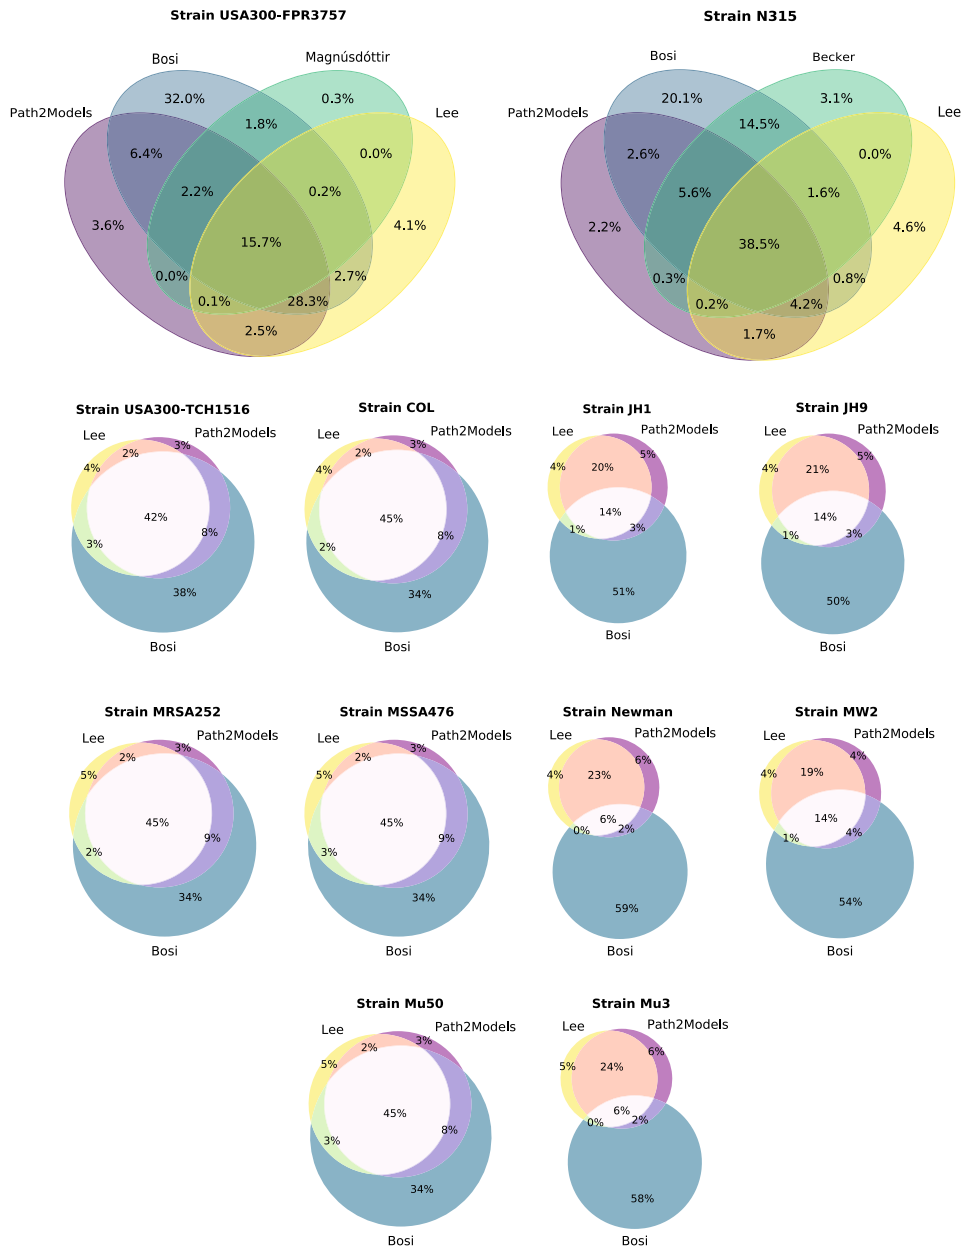 Strain USA300-FPR3757
Bosi
Magnúsdóttir
Path2Models
Lee
32.0%
0.3%
1.8%
6.4%
0.0%
2.2%
0.2%
3.6%
4.1%
15.7%
0.0%
2.7%
0.1%
28.3%
2.5%
Strain N315
Bosi
Becker
Path2Models
Lee
20.1%
3.1%
14.5%
2.6%
0.0%
5.6%
1.6%
2.2%
4.6%
38.5%
0.3%
0.8%
0.2%
4.2%
1.7%
Strain USA300-TCH1516
Lee
Path2Models
3%
2%
4%
42%
8%
3%
38%
Bosi
Strain COL
Lee
Path2Models
3%
2%
4%
45%
8%
2%
34%
Bosi
Strain JH1
Lee
Path2Models
5%
4%
20%
14%
1%
3%
51%
Bosi
Strain JH9
Lee
Path2Models
5%
4%
21%
14%
1%
3%
50%
Bosi
Strain MRSA252
Lee
Path2Models
3%
2%
5%
45%
9%
2%
34%
Bosi
Strain MSSA476
Lee
Path2Models
3%
2%
5%
45%
9%
3%
34%
Bosi
Strain Newman
Lee
Path2Models
6%
4%
23%
6%
0%
2%
59%
Bosi
Strain MW2
Lee
Path2Models
4%
4%
19%
14%
1%
4%
54%
Bosi
Strain Mu50
Lee
Path2Models
3%
2%
5%
45%
8%
3%
34%
Bosi
Strain Mu3
Lee
Path2Models
6%
5%
24%
6%
0%
2%
58%
Bosi